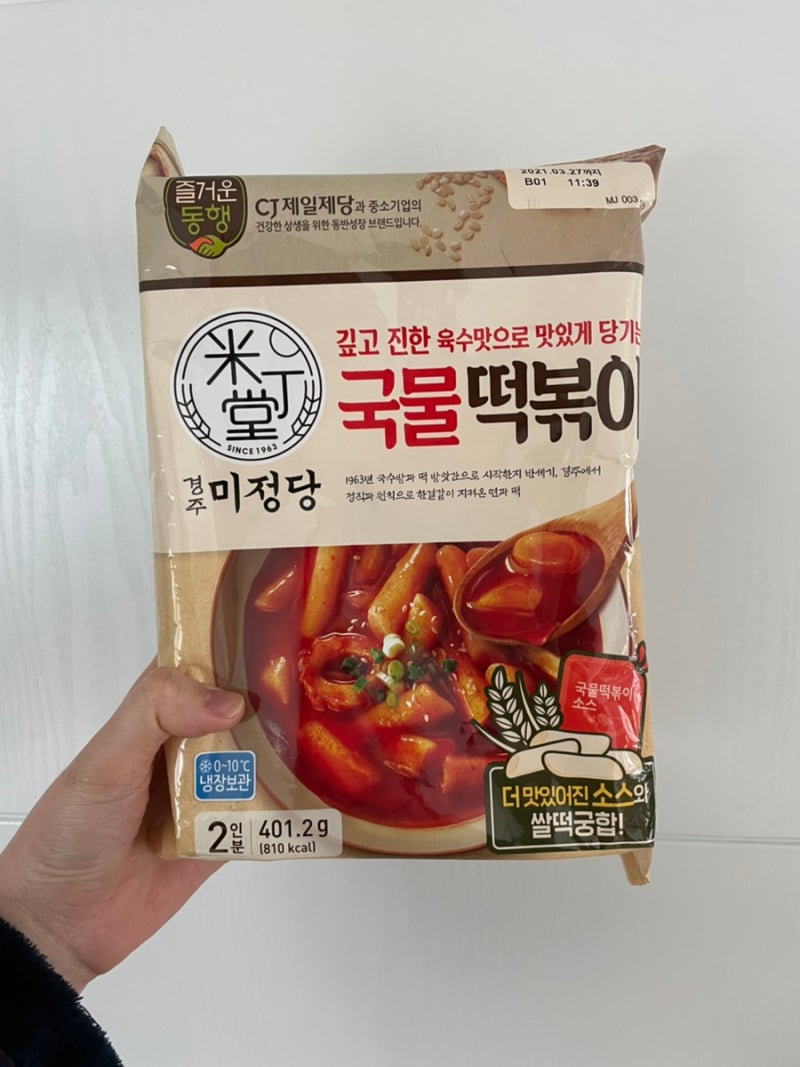 즐거운
동행
CJ제일제당과 중소기업의
건강한 상생을 위한 동반성장 브랜드입니다.
2021.03.27까지
B01 11:39
MJ 003
米丁堂
SINCE 1963
경주 미정당
깊고 진한 육수맛으로 맛있게 당기는
국물떡볶이
1963년 국수방과 떡 방앗간으로 시작한지 반세기, 경주에서
정직과 원칙으로 한결같이 지켜온 면과 떡
국물떡볶이
소스
더 맛있어진 소스와
쌀떡궁합!
0~10℃
냉장보관
2인분 401.2g
(810 kcal)